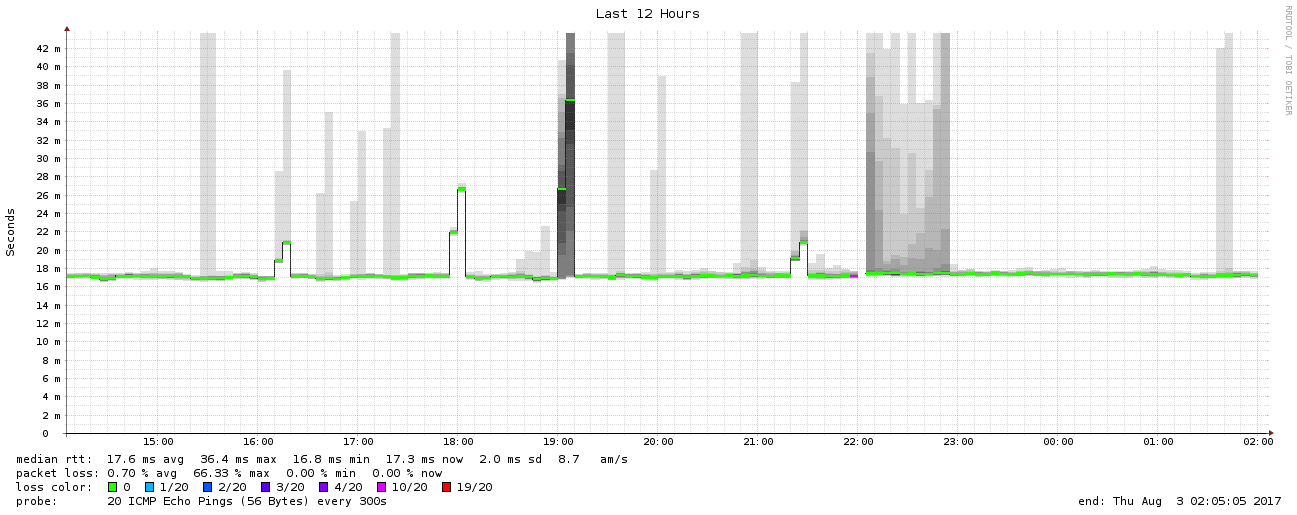 Last 12 Hours
RRDTOOL / TOBI OETIKER
Seconds
42 m
40 m
38 m
36 m
34 m
32 m
30 m
28 m
26 m
24 m
22 m
20 m
18 m
16 m
14 m
12 m
10 m
8 m
6 m
4 m
2 m
0
15:00 16:00 17:00 18:00 19:00 20:00 21:00 22:00 23:00 00:00 01:00 02:00
median rtt: 17.6 ms avg 36.4 ms max 16.8 ms min 17.3 ms now 2.0 ms sd 8.7 am/s
packet loss: 0.70 % avg 66.33 % max 0.00 % min 0.00 % now
loss color: 0 1/20 2/20 3/20 4/20 10/20 19/20
probe: 20 ICMP Echo Pings (56 Bytes) every 300s end: Thu Aug 3 02:05:05 2017